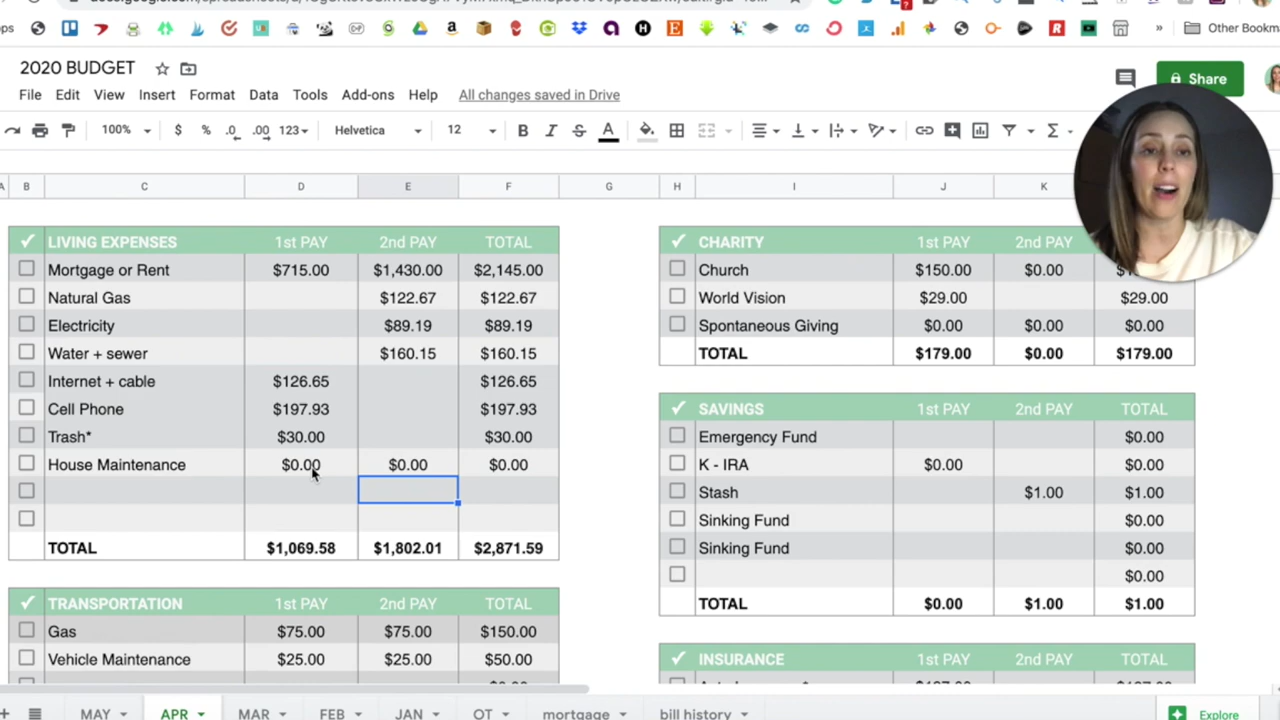 2020 BUDGET
File Edit View Insert Format Data Tools Add-ons Help All changes saved in Drive
Share
Other Bookm
100% $ % .0 .00 123 Helvetica 12 B I S A
A B C D E F G H I J K
LIVING EXPENSES 1st PAY 2nd PAY TOTAL
Mortgage or Rent $715.00 $1,430.00 $2,145.00
Natural Gas $122.67 $122.67
Electricity $89.19 $89.19
Water + sewer $160.15 $160.15
Internet + cable $126.65 $126.65
Cell Phone $197.93 $197.93
Trash* $30.00 $30.00
House Maintenance $0.00 $0.00 $0.00
TOTAL $1,069.58 $1,802.01 $2,871.59
TRANSPORTATION 1st PAY 2nd PAY TOTAL
Gas $75.00 $75.00 $150.00
Vehicle Maintenance $25.00 $25.00 $50.00
CHARITY 1st PAY 2nd PAY
Church $150.00 $0.00
World Vision $29.00 $29.00
Spontaneous Giving $0.00 $0.00 $0.00
TOTAL $179.00 $0.00 $179.00
SAVINGS 1st PAY 2nd PAY TOTAL
Emergency Fund $0.00
K - IRA $0.00 $0.00
Stash $1.00 $1.00
Sinking Fund $0.00
Sinking Fund $0.00
$0.00
TOTAL $0.00 $1.00 $1.00
INSURANCE 1st PAY 2nd PAY TOTAL
MAY APR MAR FEB JAN OT mortgage bill history Explore